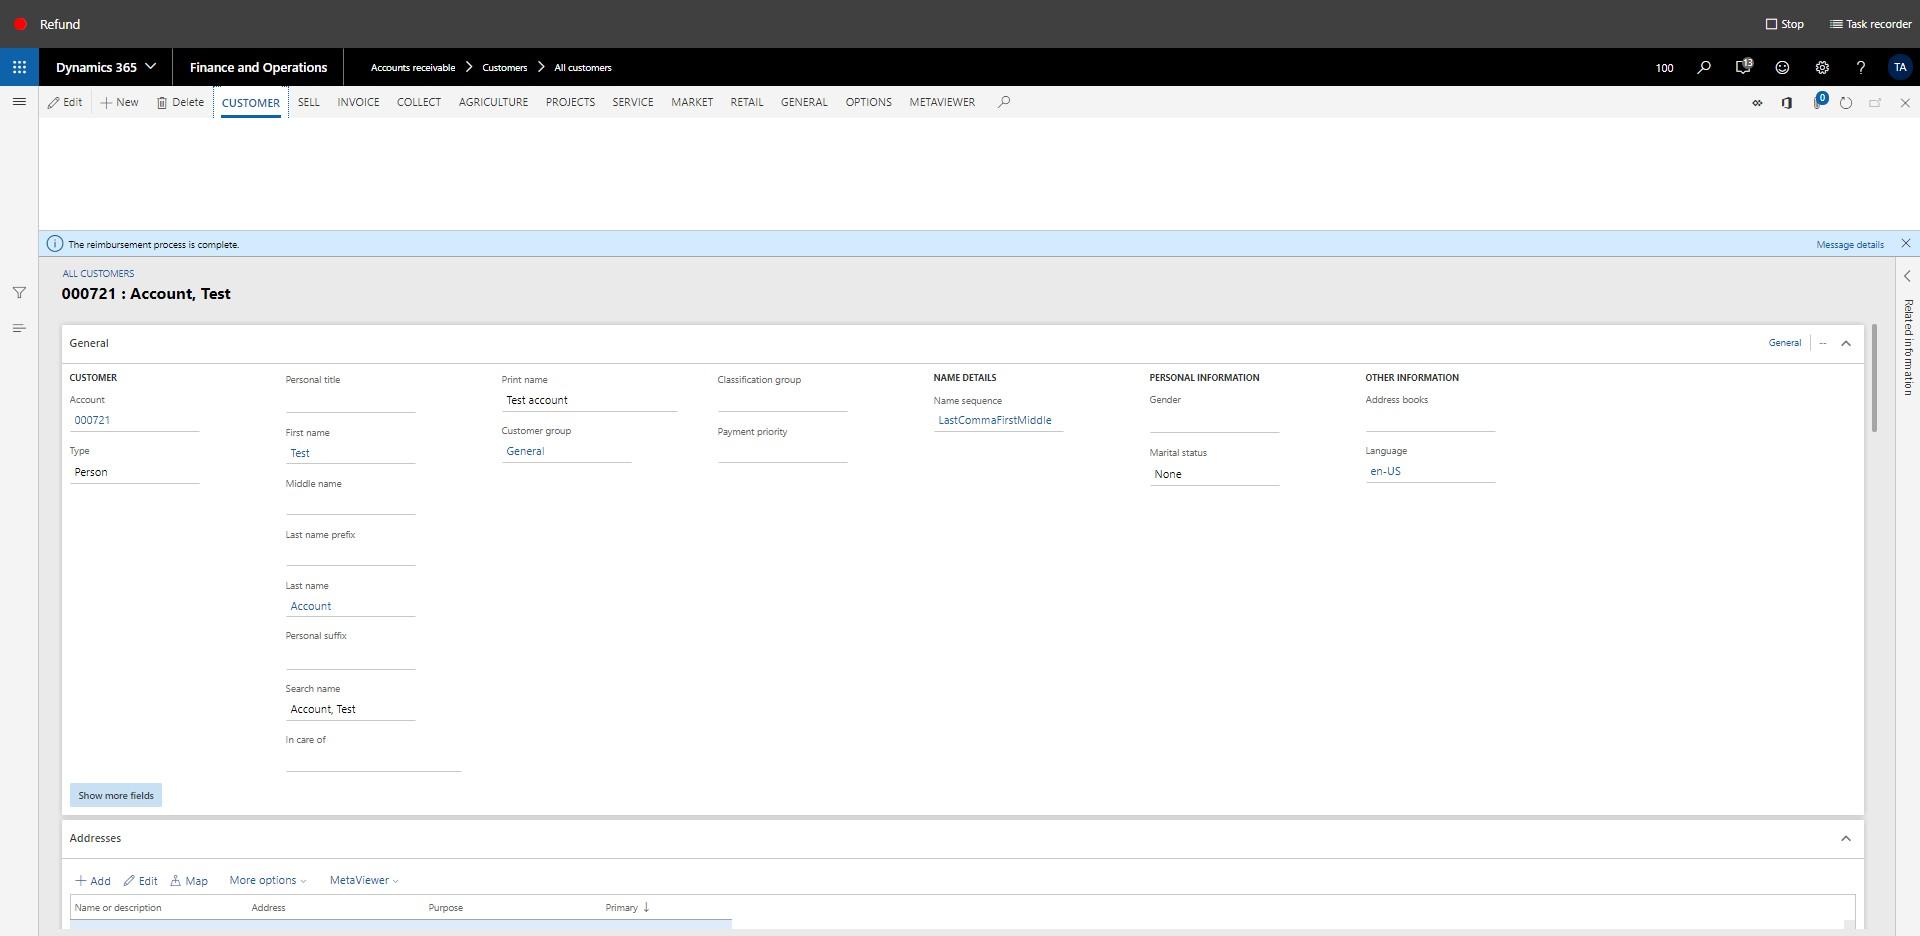 Refund
Stop
Task recorder
Dynamics 365
Finance and Operations
Accounts receivable
Customers
All customers
100
13
?
TA
Edit
New
Delete
CUSTOMER
SELL
INVOICE
COLLECT
AGRICULTURE
PROJECTS
SERVICE
MARKET
RETAIL
GENERAL
OPTIONS
METAVIEWER
0
The reimbursement process is complete.
Message details
ALL CUSTOMERS
000721 : Account, Test
Related information
General
General
--
CUSTOMER
Account
000721
Type
Person
Personal title
First name
Test
Middle name
Last name prefix
Last name
Account
Personal suffix
Search name
Account, Test
In care of
Print name
Test account
Customer group
General
Classification group
Payment priority
NAME DETAILS
Name sequence
LastCommaFirstMiddle
PERSONAL INFORMATION
Gender
Marital status
None
OTHER INFORMATION
Address books
Language
en-US
Show more fields
Addresses
Add
Edit
Map
More options
MetaViewer
Name or description
Address
Purpose
Primary